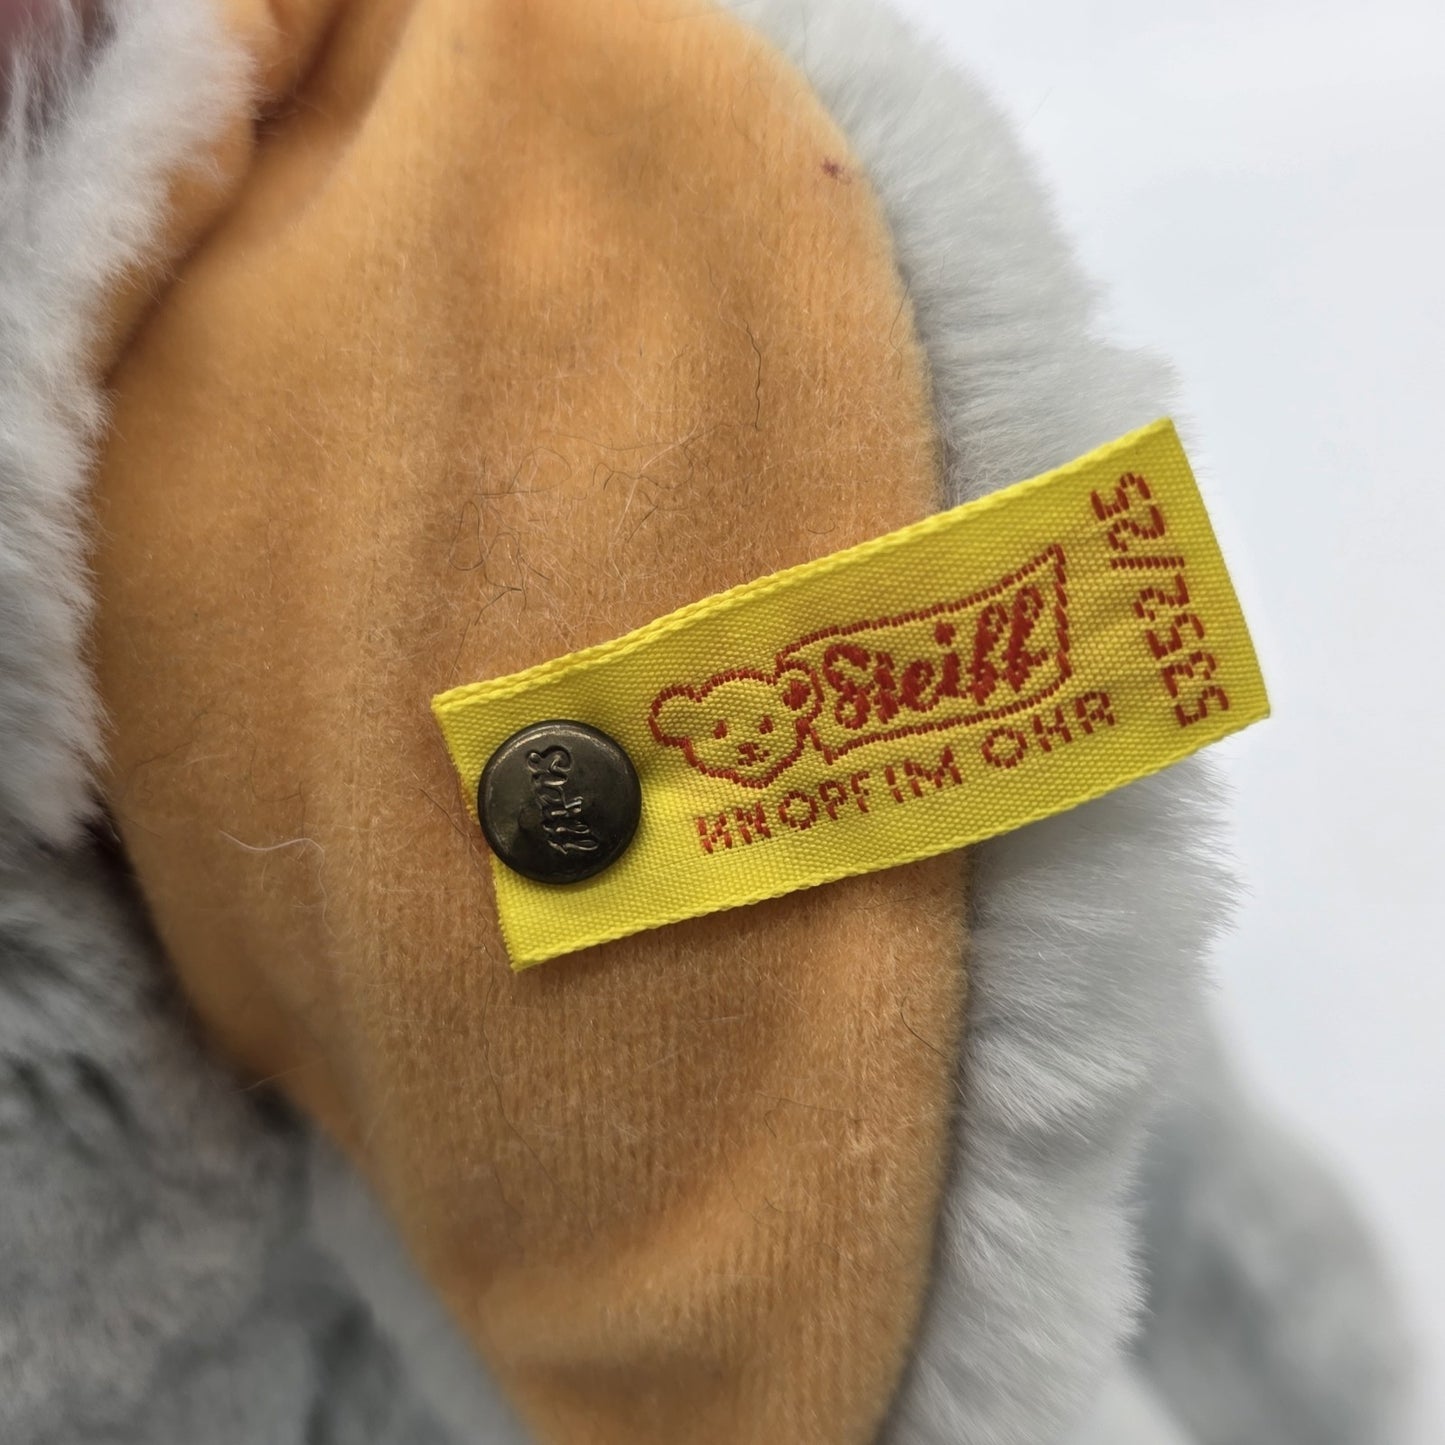 Steiff
Steiff
KNOPF IM OHR
5352/25